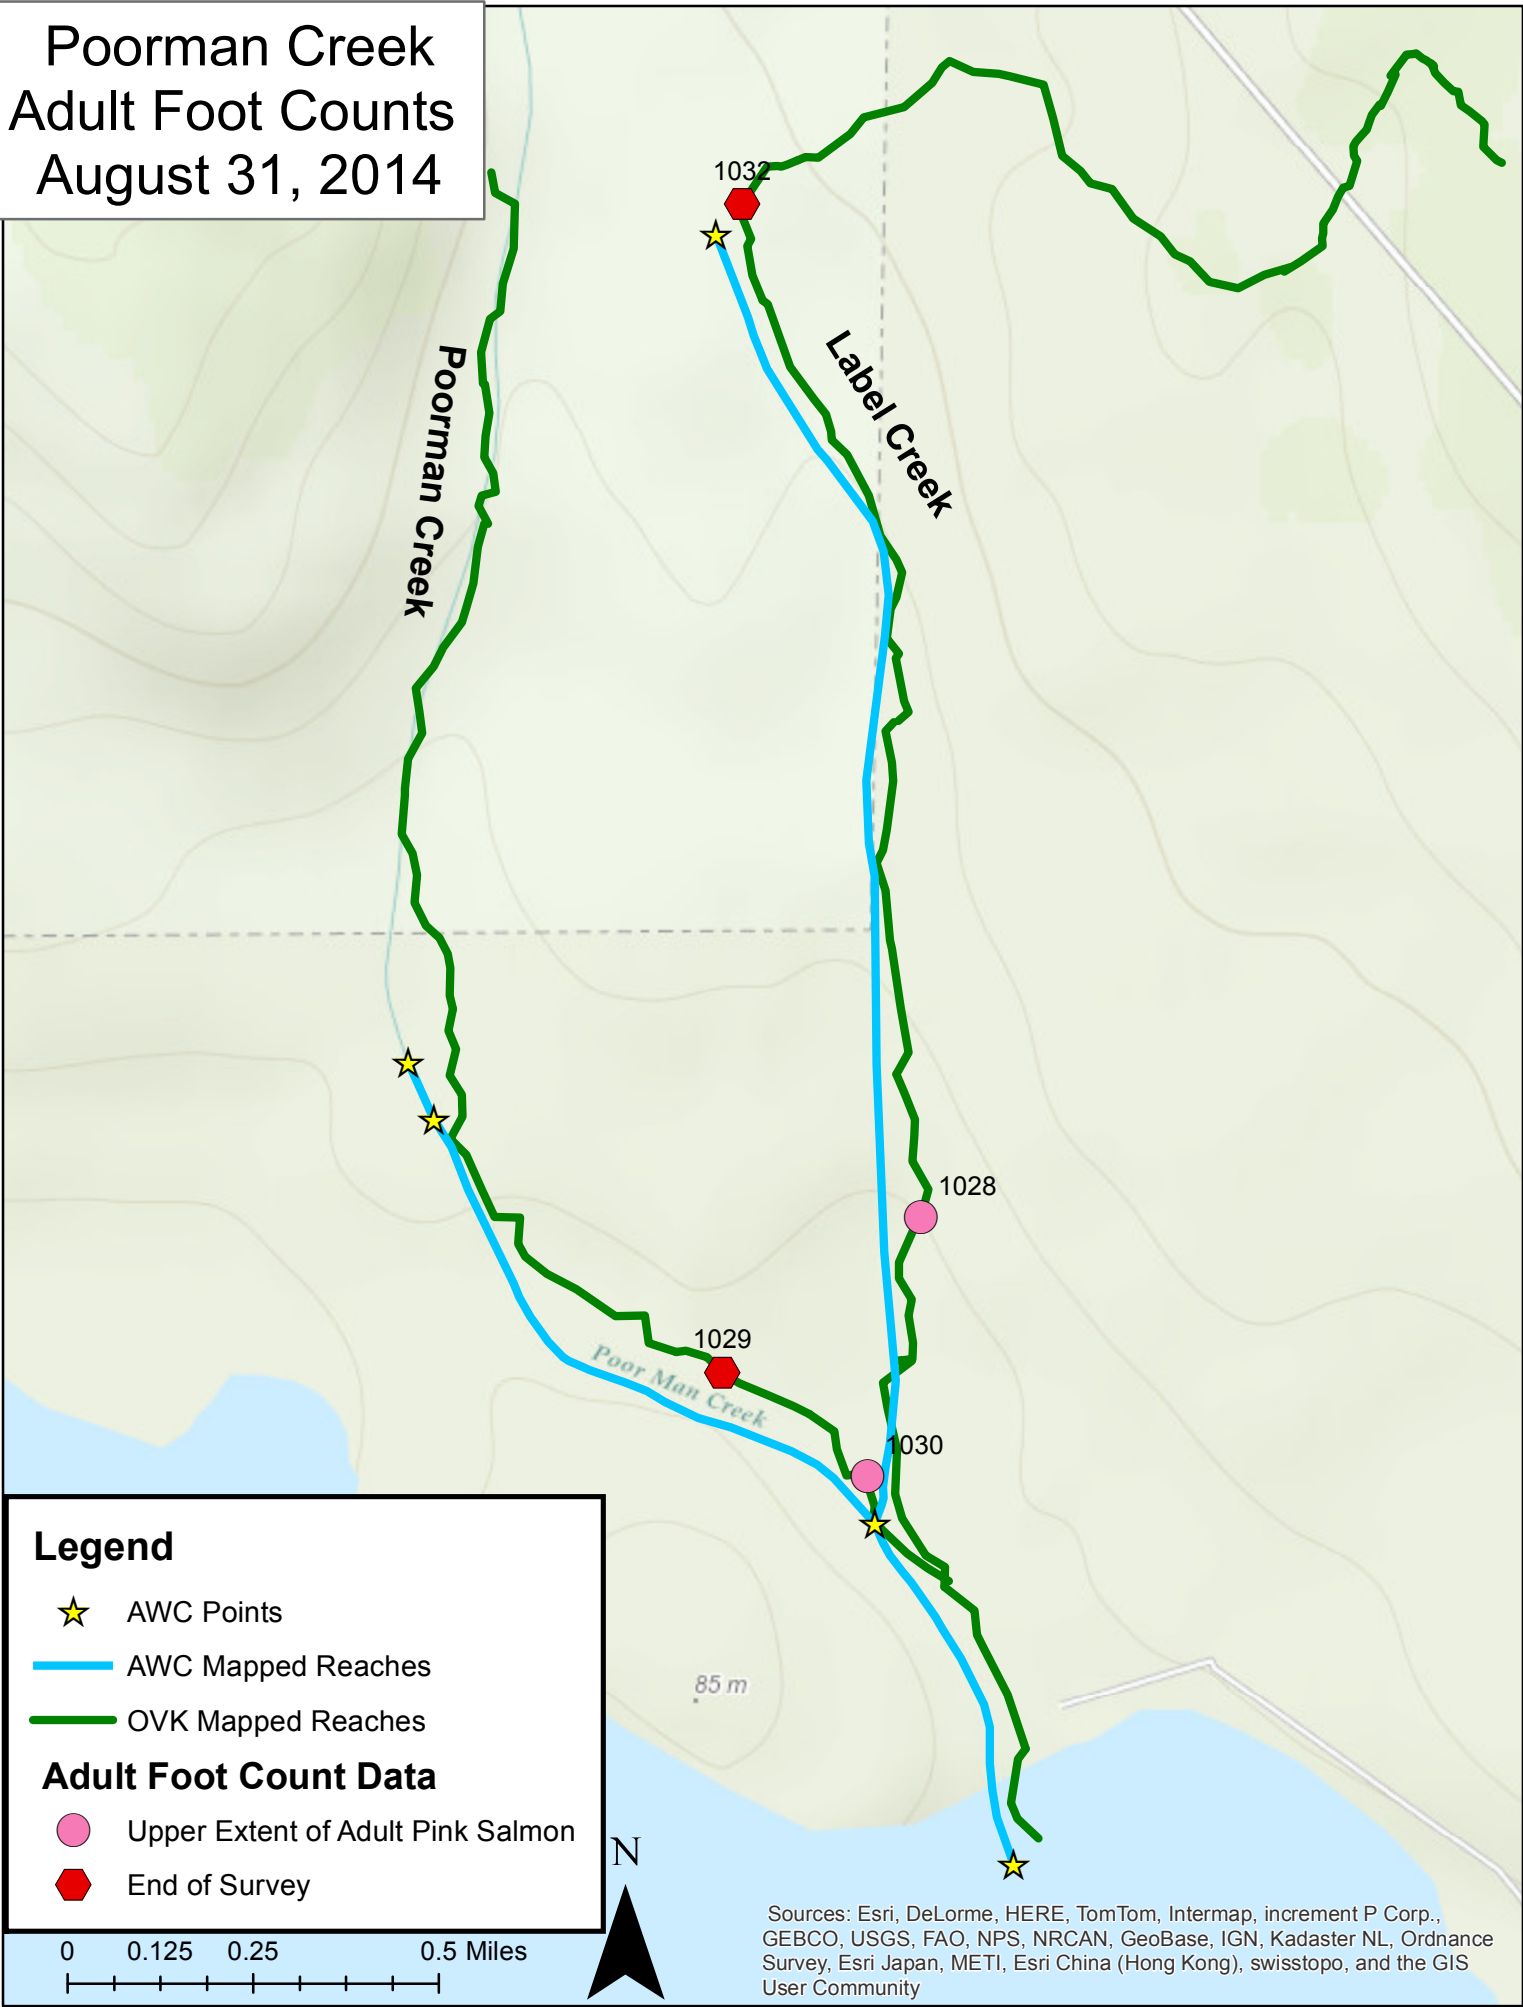 Poorman Creek
Adult Foot Counts
August 31, 2014
1032
Label Creek
Poorman Creek
1028
1029
Poor Man Creek
1030
85 m
Legend
AWC Points
AWC Mapped Reaches
OVK Mapped Reaches
Adult Foot Count Data
Upper Extent of Adult Pink Salmon
End of Survey
N
0 0.125 0.25 0.5 Miles
Sources: Esri, DeLorme, HERE, TomTom, Intermap, increment P Corp.,
GEBCO, USGS, FAO, NPS, NRCAN, GeoBase, IGN, Kadaster NL, Ordnance
Survey, Esri Japan, METI, Esri China (Hong Kong), swisstopo, and the GIS
User Community